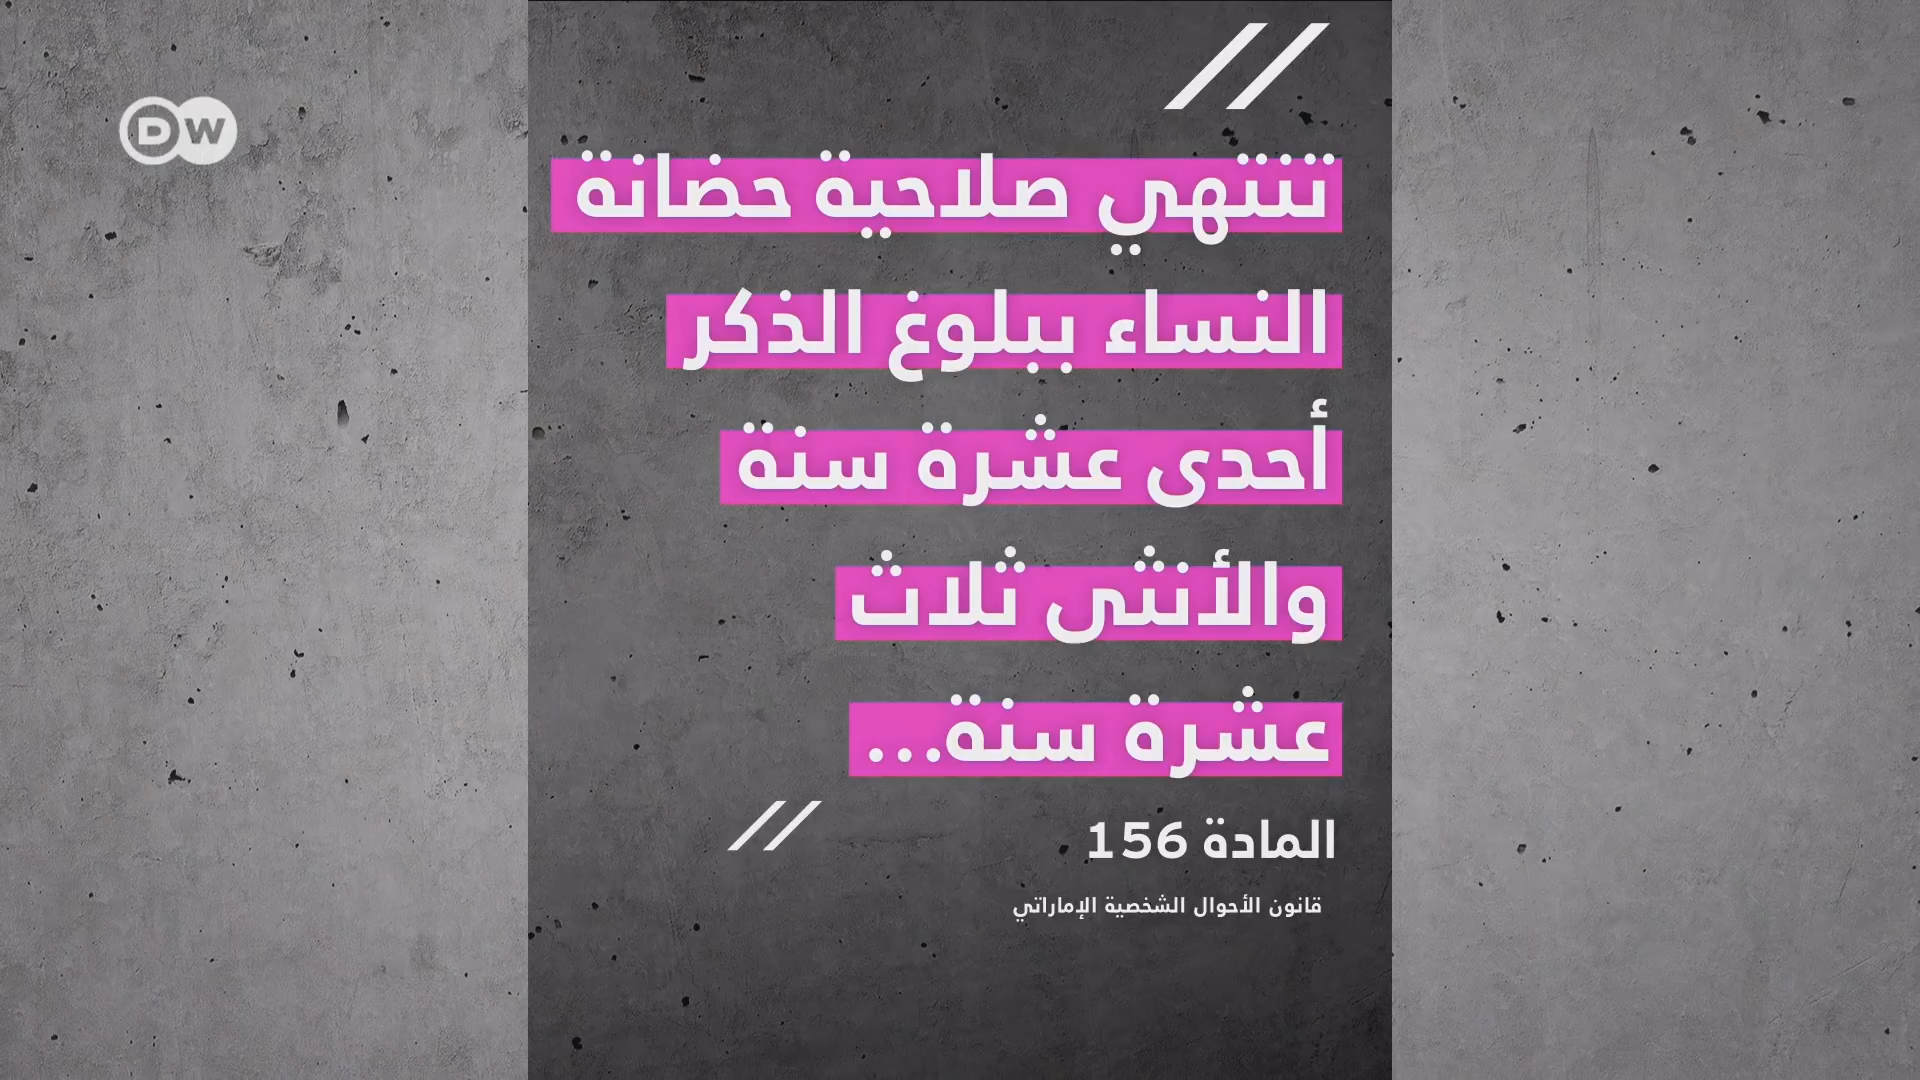 DW
تنتهي صلاحية حضانة
النساء ببلوغ الذكر
أحدى عشرة سنة
والأنثى ثلاث
عشرة سنة...
المادة 156
قانون الأحوال الشخصية الإماراتي